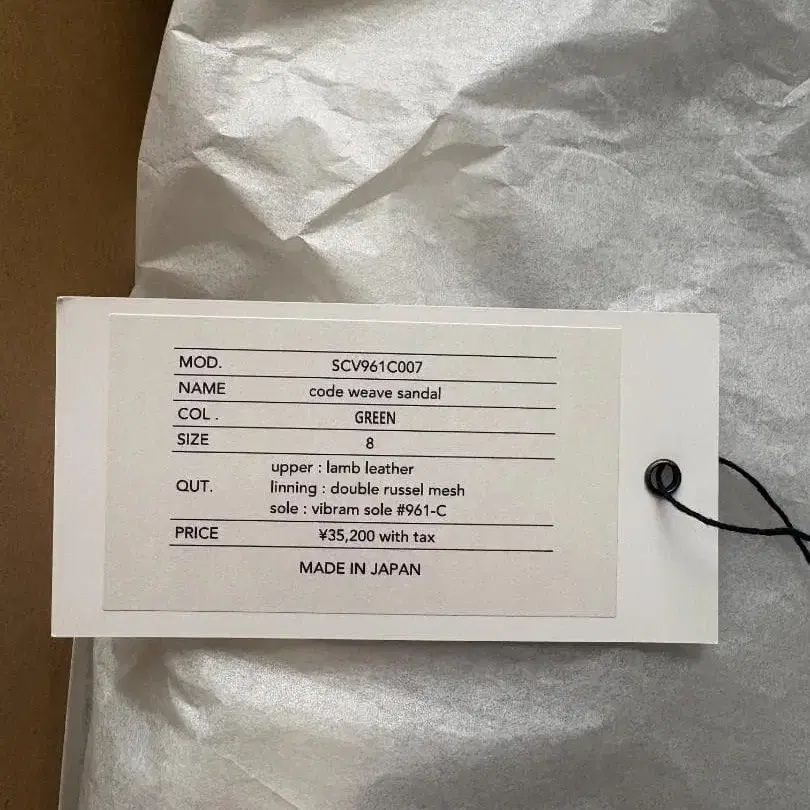 MOD. SCV961C007
NAME code weave sandal
COL . GREEN
SIZE 8
upper : lamb leather
QUT. linning : double russel mesh
sole : vibram sole #961-C
PRICE ¥35,200 with tax
MADE IN JAPAN